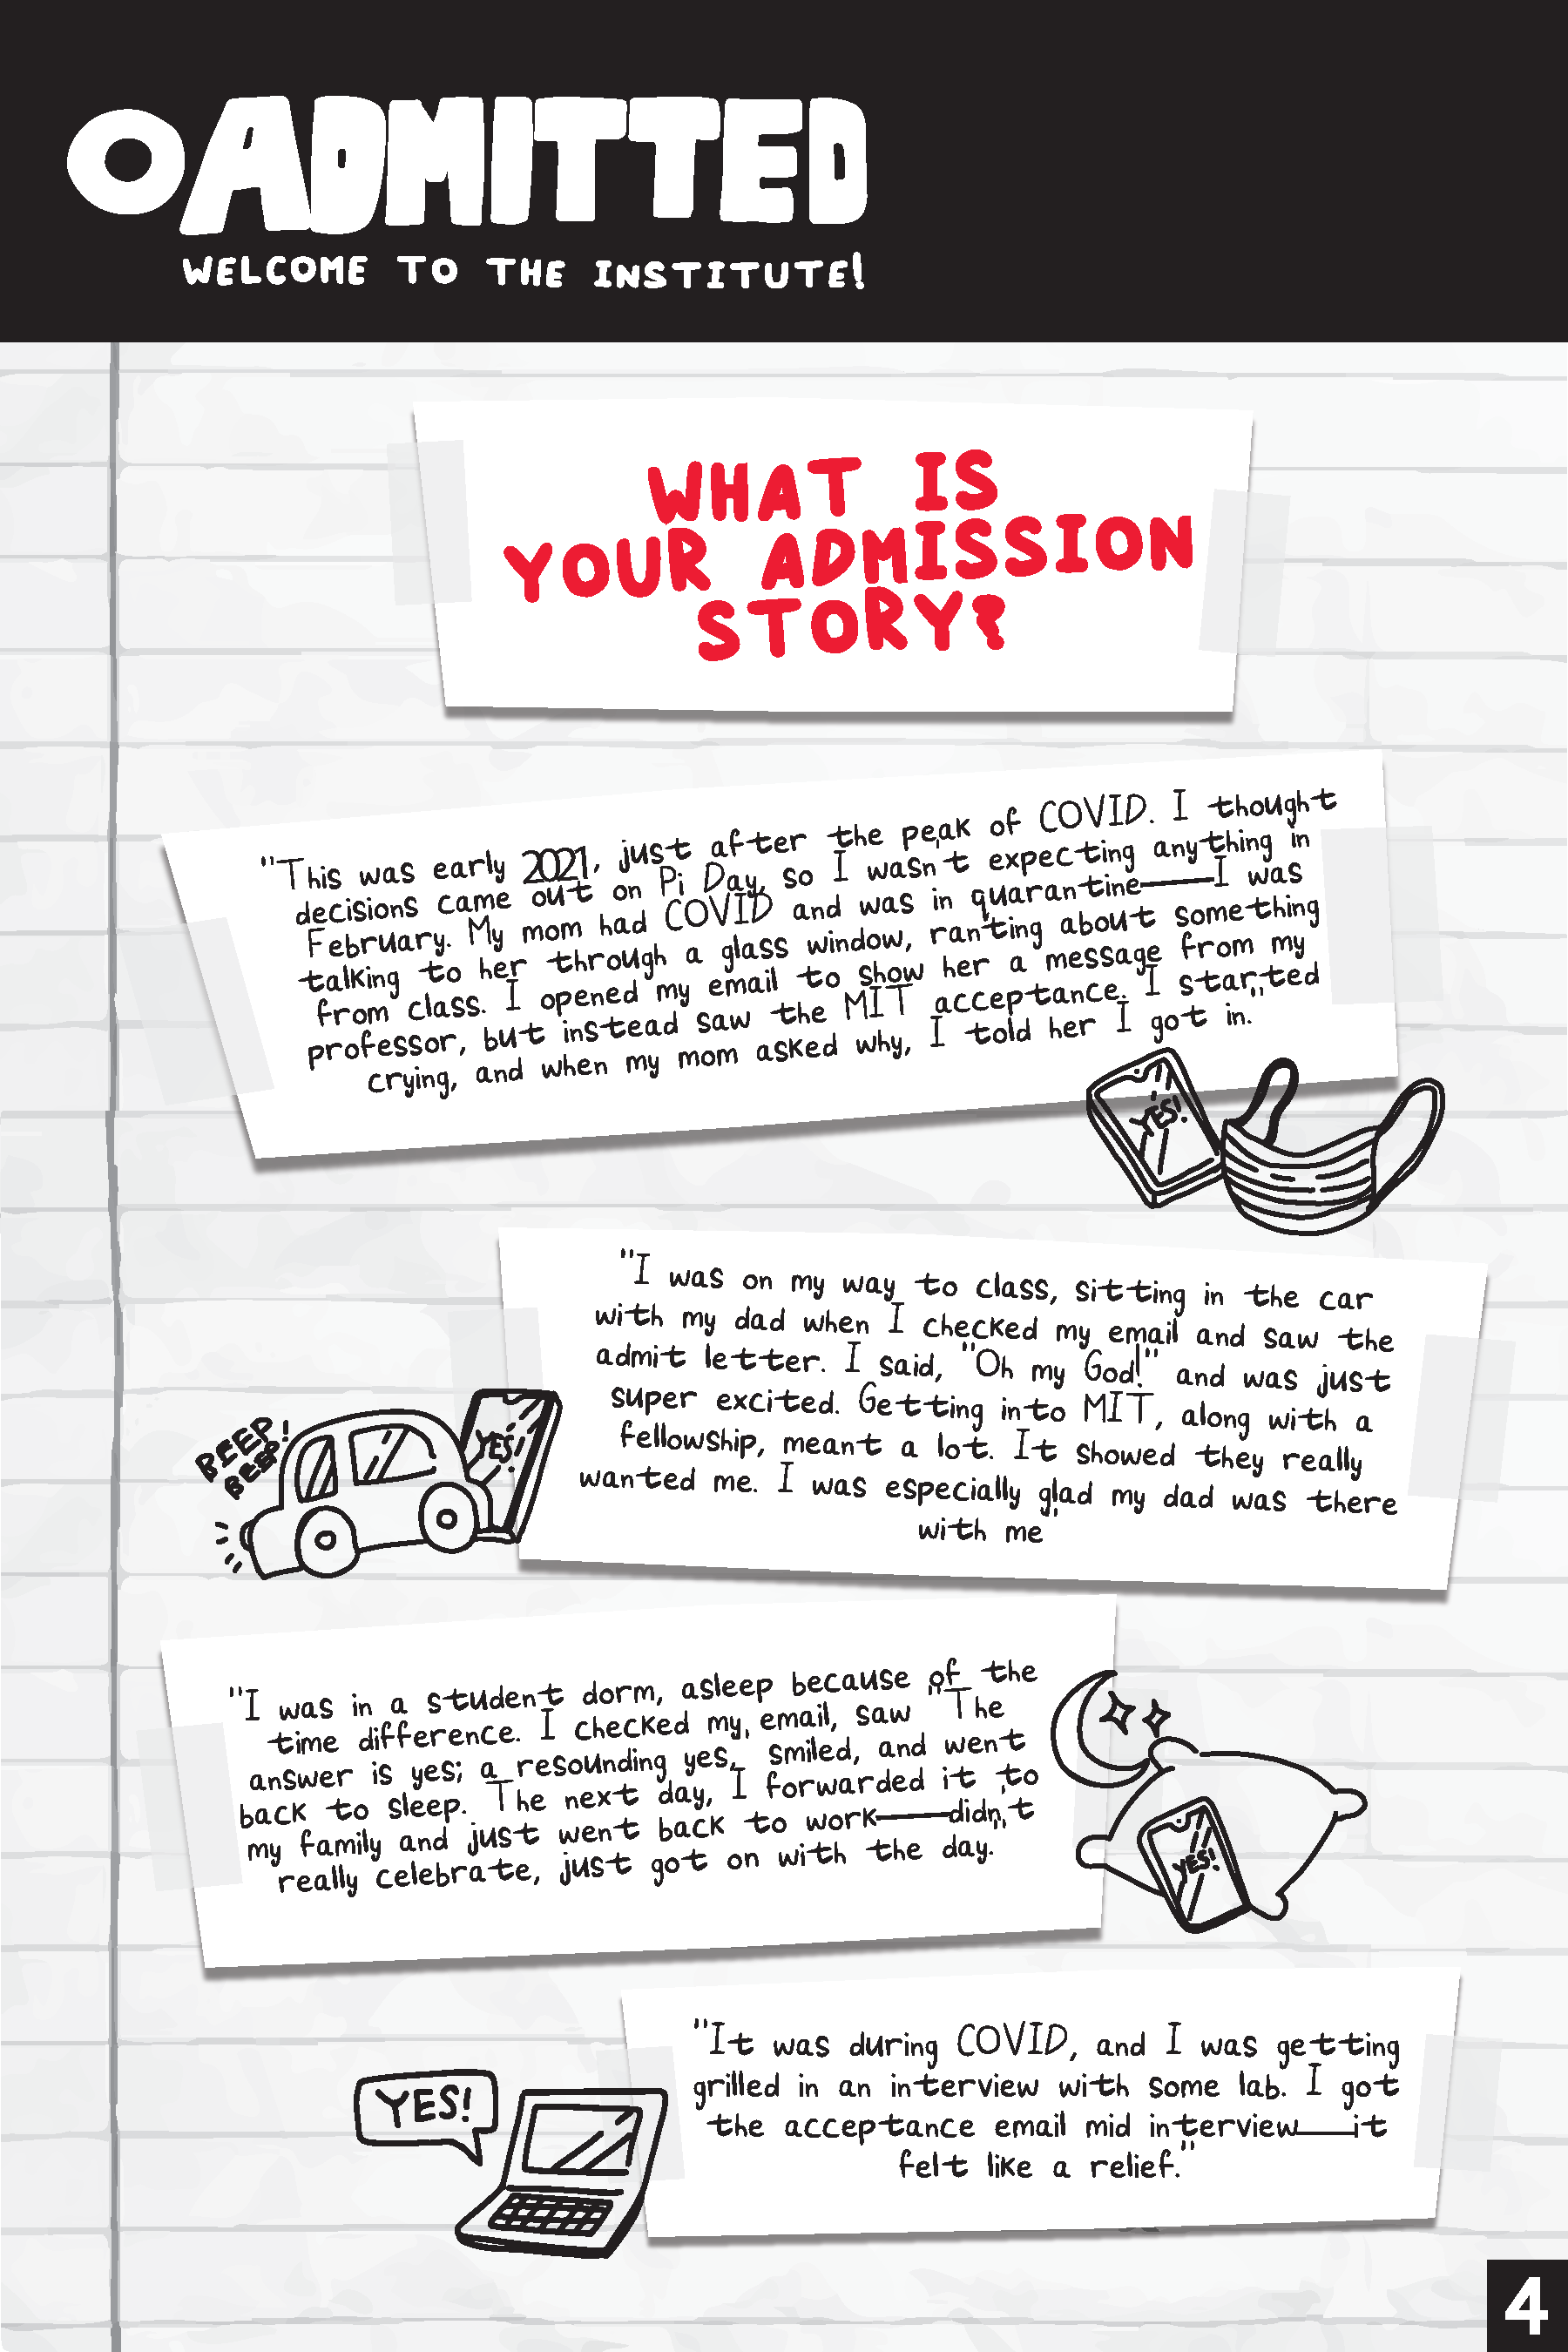 ADMITTED
WELCOME TO THE INSTITUTE!
WHAT IS
YOUR ADMISSION
STORY?
"This was early 2021, just after the peak of COVID. I thought
decisions came out on Pi Day, so I wasn't expecting anything in
February. My mom had COVID and was in quarantine—I was
talking to her through a glass window, ranting about something
from class. I opened my email to show her a message from my
professor, but instead saw the MIT acceptance. I started
crying, and when my mom asked why, I told her 'I got in.'"
YES!
"I was on my way to class, sitting in the car
with my dad when I checked my email and saw the
admit letter. I said, "Oh my God!" and was just
super excited. Getting into MIT, along with a
fellowship, meant a lot. It showed they really
wanted me. I was especially glad my dad was there
with me"
BEEP!
BEEP!
YES!
"I was in a student dorm, asleep because of the
time difference. I checked my email, saw "The
answer is yes; a resounding yes," smiled, and went
back to sleep. The next day, I forwarded it to
my family and just went back to work—didn't
really celebrate, just got on with the day."
YES!
"It was during COVID, and I was getting
grilled in an interview with some lab. I got
the acceptance email mid interview—it
felt like a relief."
YES!
4